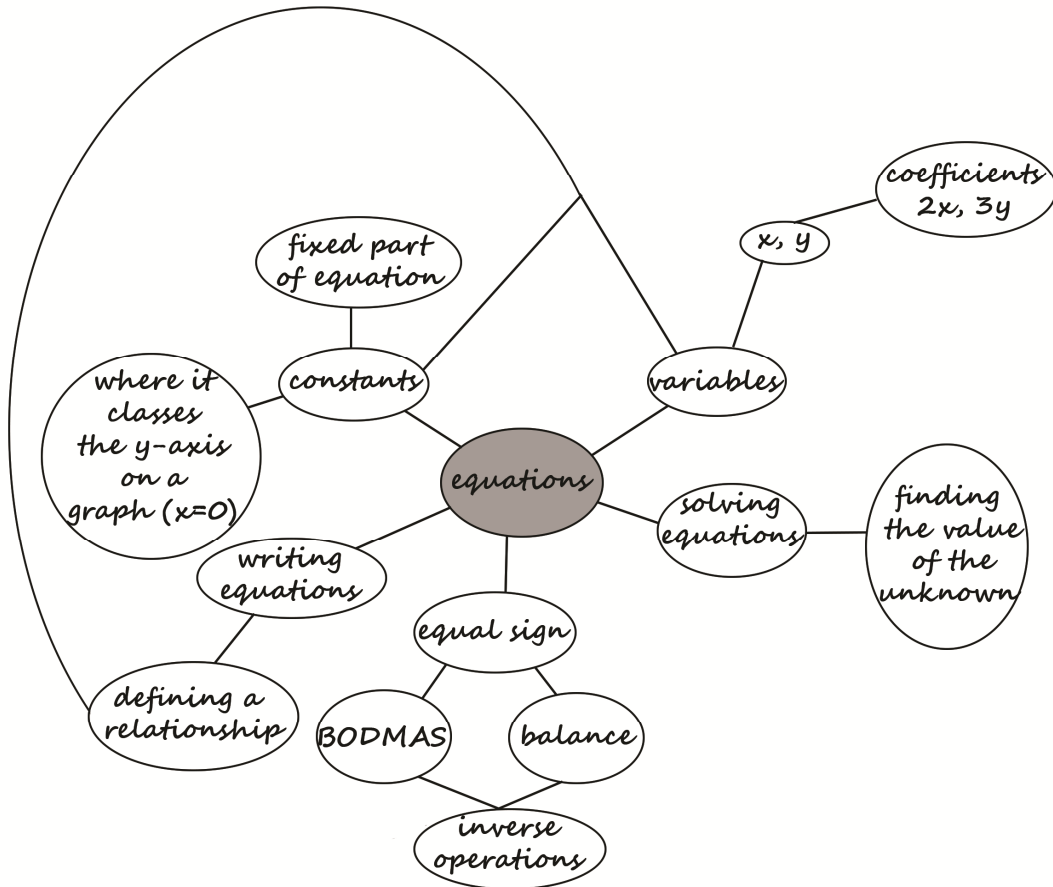 coefficients
2x, 3y
x, y
fixed part
of equation
constants
variables
where it
classes
the y-axis
on a
graph (x=0)
equations
solving
equations
finding
the value
of the
unknown
writing
equations
equal sign
defining a
relationship
BODMAS
balance
inverse
operations